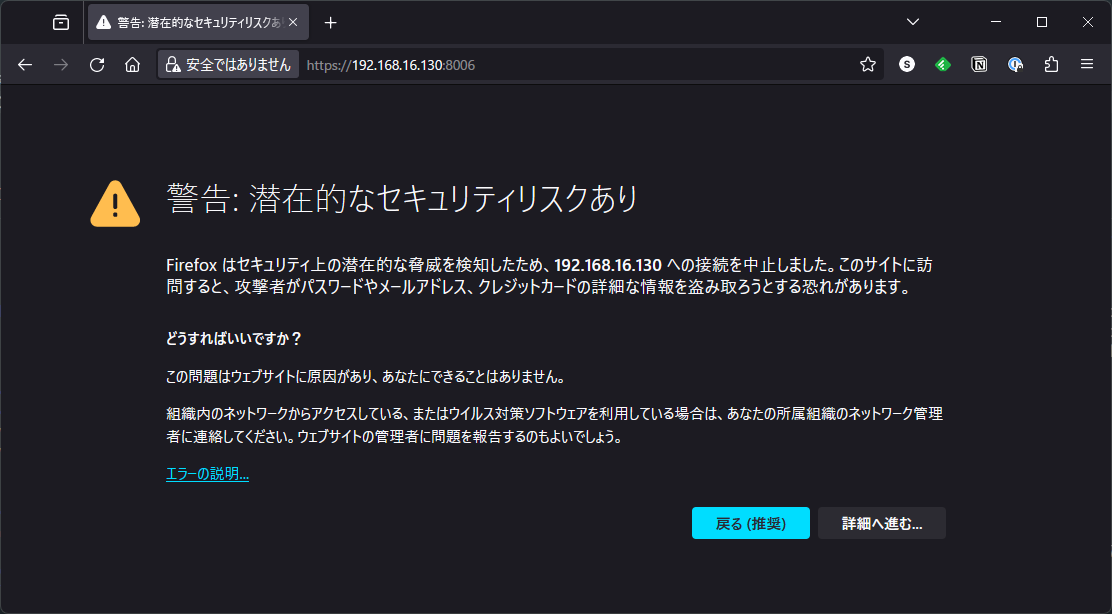 警告: 潜在的なセキュリティリスクあり
安全ではありません
https://192.168.16.130:8006
S
N
警告: 潜在的なセキュリティリスクあり
Firefox はセキュリティ上の潜在的な脅威を検知したため、192.168.16.130 への接続を中止しました。このサイトに訪
問すると、攻撃者がパスワードやメールアドレス、クレジットカードの詳細な情報を盗み取ろうとする恐れがあります。
どうすればいいですか？
この問題はウェブサイトに原因があり、あなたにできることはありません。
組織内のネットワークからアクセスしている、またはウイルス対策ソフトウェアを利用している場合は、あなたの所属組織のネットワーク管理
者に連絡してください。ウェブサイトの管理者に問題を報告するのもよいでしょう。
エラーの説明...
戻る (推奨)
詳細へ進む...